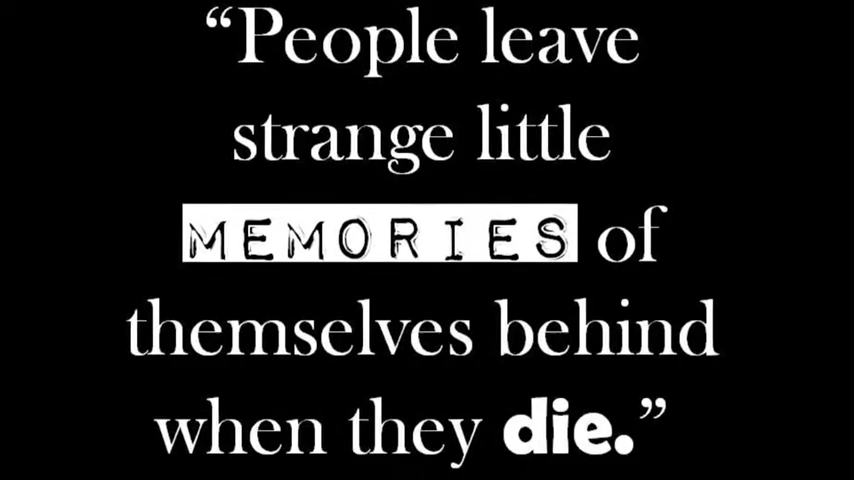 “People leave
strange little
MEMORIES of
themselves behind
when they die.”